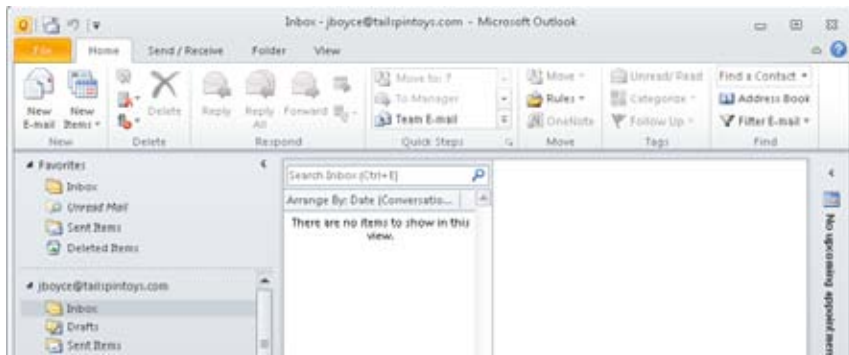 Inbox - jboyce@tailspintoys.com - Microsoft Outlook
File Home Send / Receive Folder View
New E-mail
New Items
Delete
Reply
Reply All
Forward
Move to: ?
To Manager
Team E-mail
Move
Rules
OneNote
Unread/ Read
Categorize
Follow Up
Find a Contact
Address Book
Filter E-mail
New Delete Respond Quick Steps Move Tags Find
Favorites
Inbox
Unread Mail
Sent Items
Deleted Items
jboyce@tailspintoys.com
Inbox
Drafts
Sent Items
Search Inbox (Ctrl+E)
Arrange By: Date (Conversatio...
There are no items to show in this
view.
No upcoming appointmen